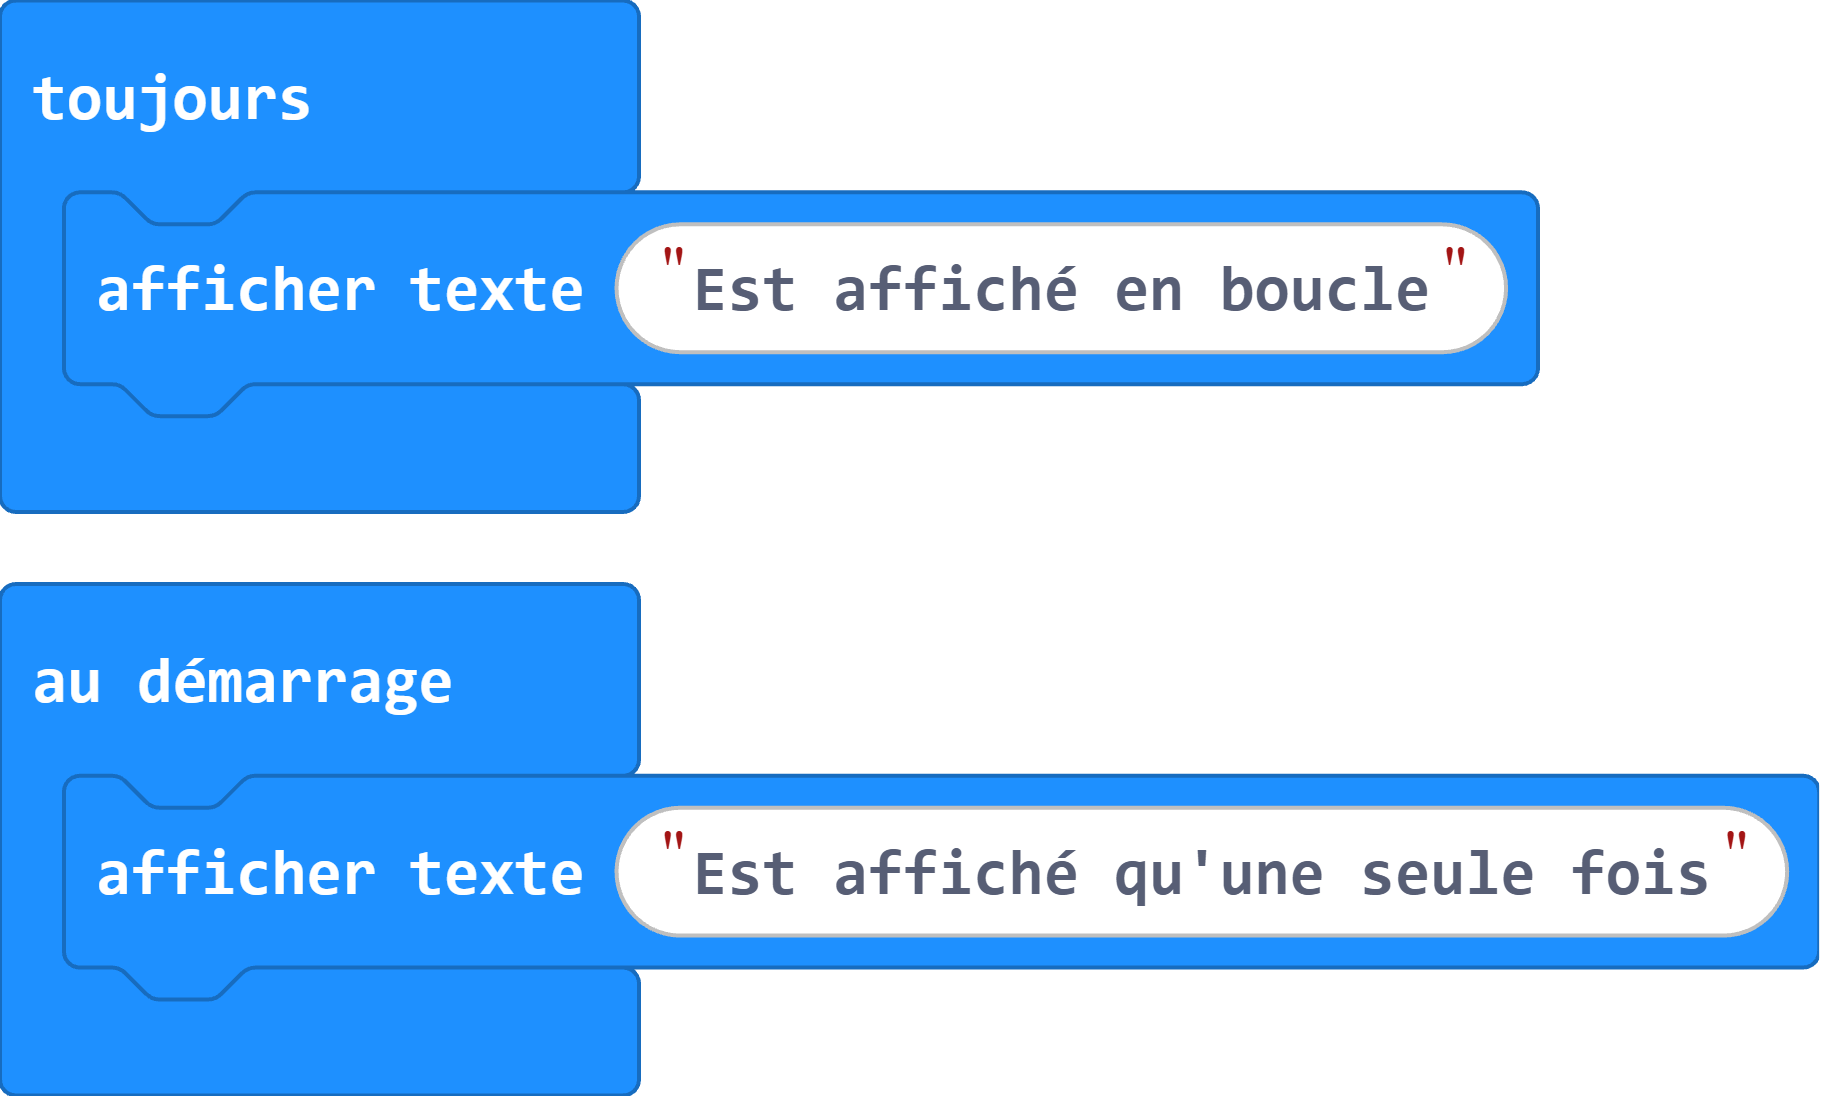 toujours
afficher texte "Est affiché en boucle"
au démarrage
afficher texte "Est affiché qu'une seule fois"